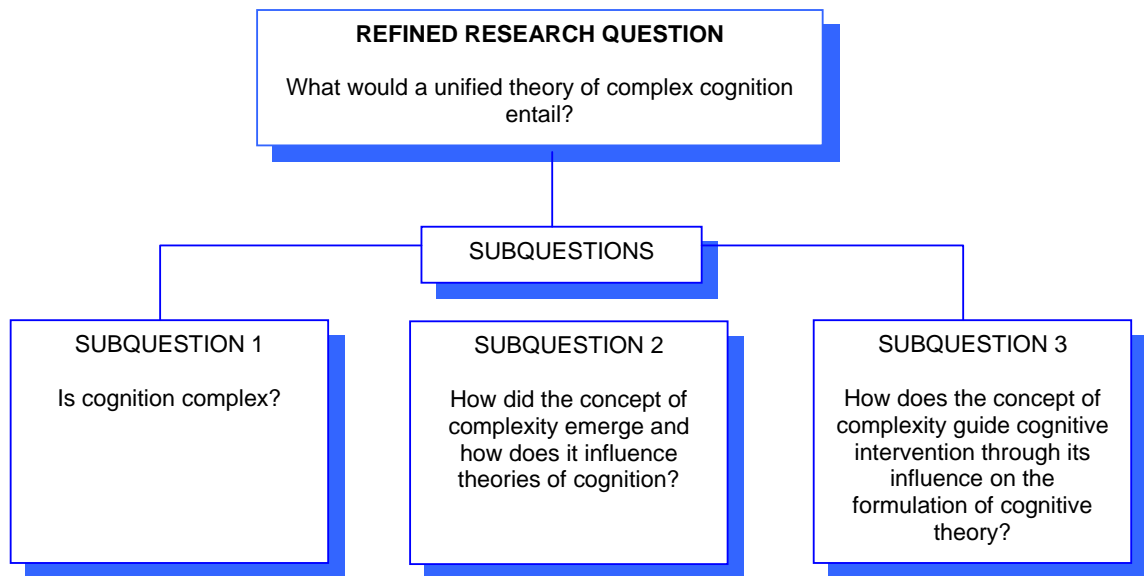 REFINED RESEARCH QUESTION
What would a unified theory of complex cognition
entail?
SUBQUESTIONS
SUBQUESTION 1
Is cognition complex?
SUBQUESTION 2
How did the concept of
complexity emerge and
how does it influence
theories of cognition?
SUBQUESTION 3
How does the concept of
complexity guide cognitive
intervention through its
influence on the
formulation of cognitive
theory?